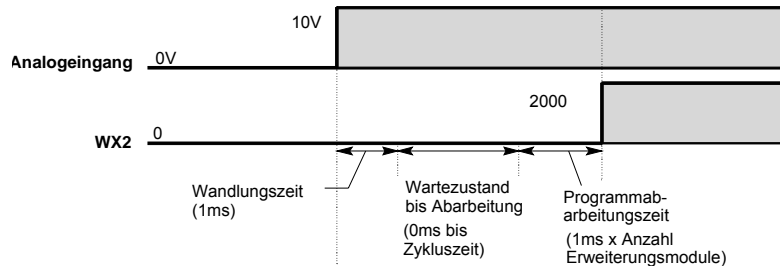 10V
Analogeingang
0V
2000
WX2
0
Wandlungszeit
(1ms)
Wartezustand
bis Abarbeitung
(0ms bis
Zykluszeit)
Programmab-
arbeitungszeit
(1ms x Anzahl
Erweiterungsmodule)